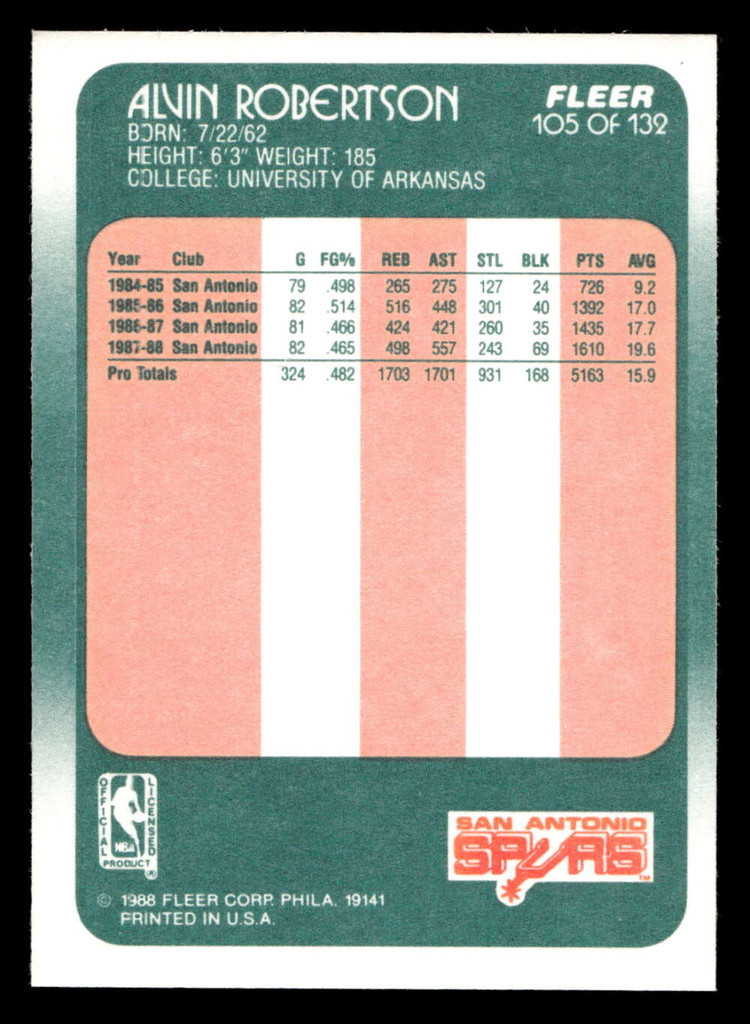 ALVIN ROBERTSON
BORN: 7/22/62
HEIGHT: 6'3" WEIGHT: 185
COLLEGE: UNIVERSITY OF ARKANSAS
FLEER
105 OF 132
Year Club G FG% REB AST STL BLK PTS AVG
1984-85 San Antonio 79 .498 265 275 127 24 726 9.2
1985-86 San Antonio 82 .514 516 448 301 40 1392 17.0
1986-87 San Antonio 81 .466 424 421 260 35 1435 17.7
1987-88 San Antonio 82 .465 498 557 243 69 1610 19.6
Pro Totals 324 .482 1703 1701 931 168 5163 15.9
OFFICIAL LICENSED
NBA
PRODUCT ®
SAN ANTONIO
SPURS TM
© 1988 FLEER CORP. PHILA. 19141
PRINTED IN U.S.A.